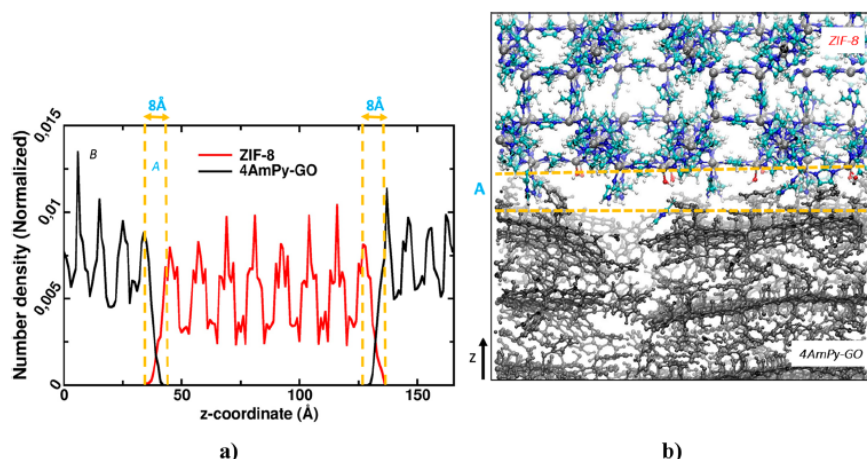 8Å 8Å
0,015
B
A
ZIF-8
4AmPy-GO
0,01
0,005
0
Number density (Normalized)
0 50 100 150
z-coordinate (Å)
a)
ZIF-8
A
z
4AmPy-GO
b)